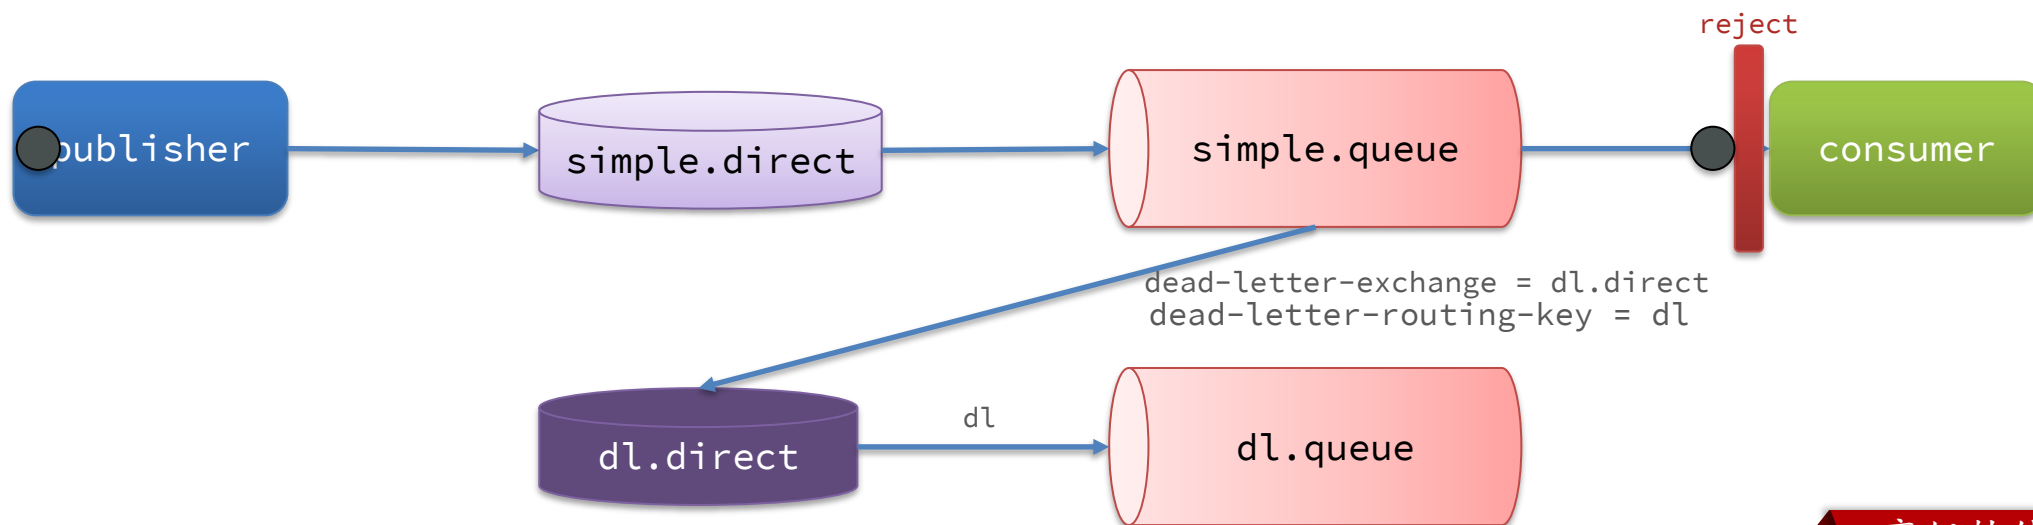 reject
publisher
simple.direct
simple.queue
consumer
dead-letter-exchange = dl.direct
dead-letter-routing-key = dl
dl
dl.direct
dl.queue